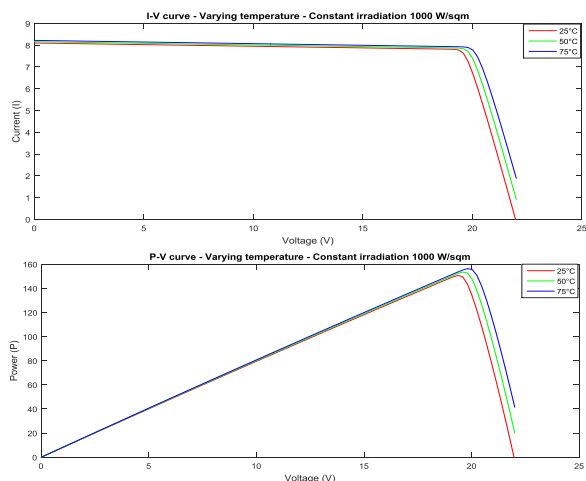 I-V curve - Varying temperature - Constant irradiation 1000 W/sqm
9
8
7
6
5
4
3
2
1
0
Current (I)
0 5 10 15 20 25
Voltage (V)
25°C
50°C
75°C
P-V curve - Varying temperature - Constant irradiation 1000 W/sqm
160
140
120
100
80
60
40
20
0
Power (P)
0 5 10 15 20 25
Voltage (V)
25°C
50°C
75°C